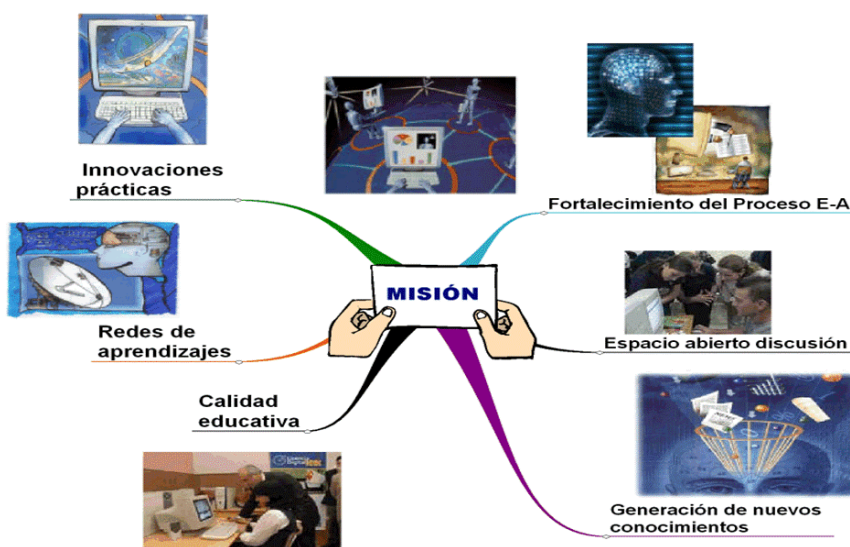 Innovaciones
prácticas
Fortalecimiento del Proceso E-A
MISIÓN
Redes de
aprendizajes
Espacio abierto discusión
Calidad
educativa
Generación de nuevos
conocimientos